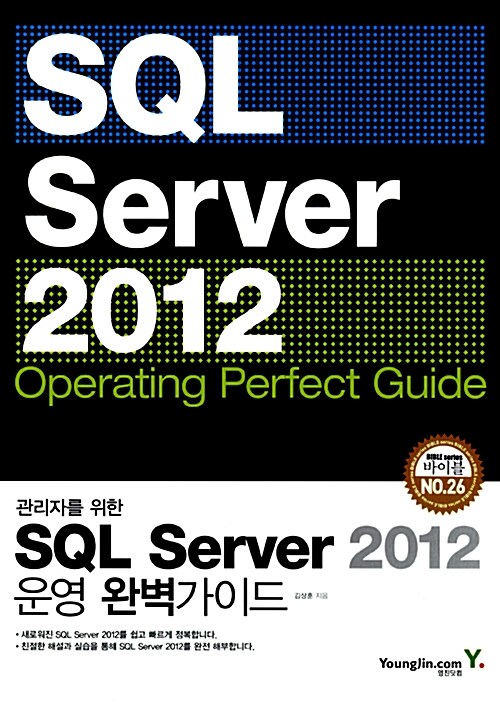 SQL
Server
2012
Operating Perfect Guide
BIBLE series
바이블
NO.26
관리자를 위한
SQL Server 2012
운영 완벽가이드 김상훈 지음
• 새로워진 SQL Server 2012를 쉽고 빠르게 정복합니다.
• 친절한 해설과 실습을 통해 SQL Server 2012를 완전 해부합니다.
YoungJin.com Y.
영진닷컴